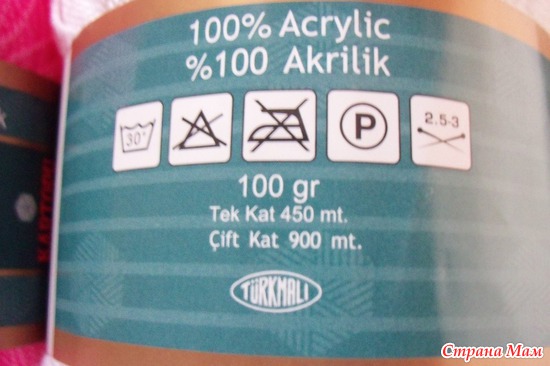 100% Acrylic
%100 Akrilik
30°
P
2.5-3
100 gr
Tek Kat 450 mt.
Çift Kat 900 mt.
TÜRKMALI
Страна Мам